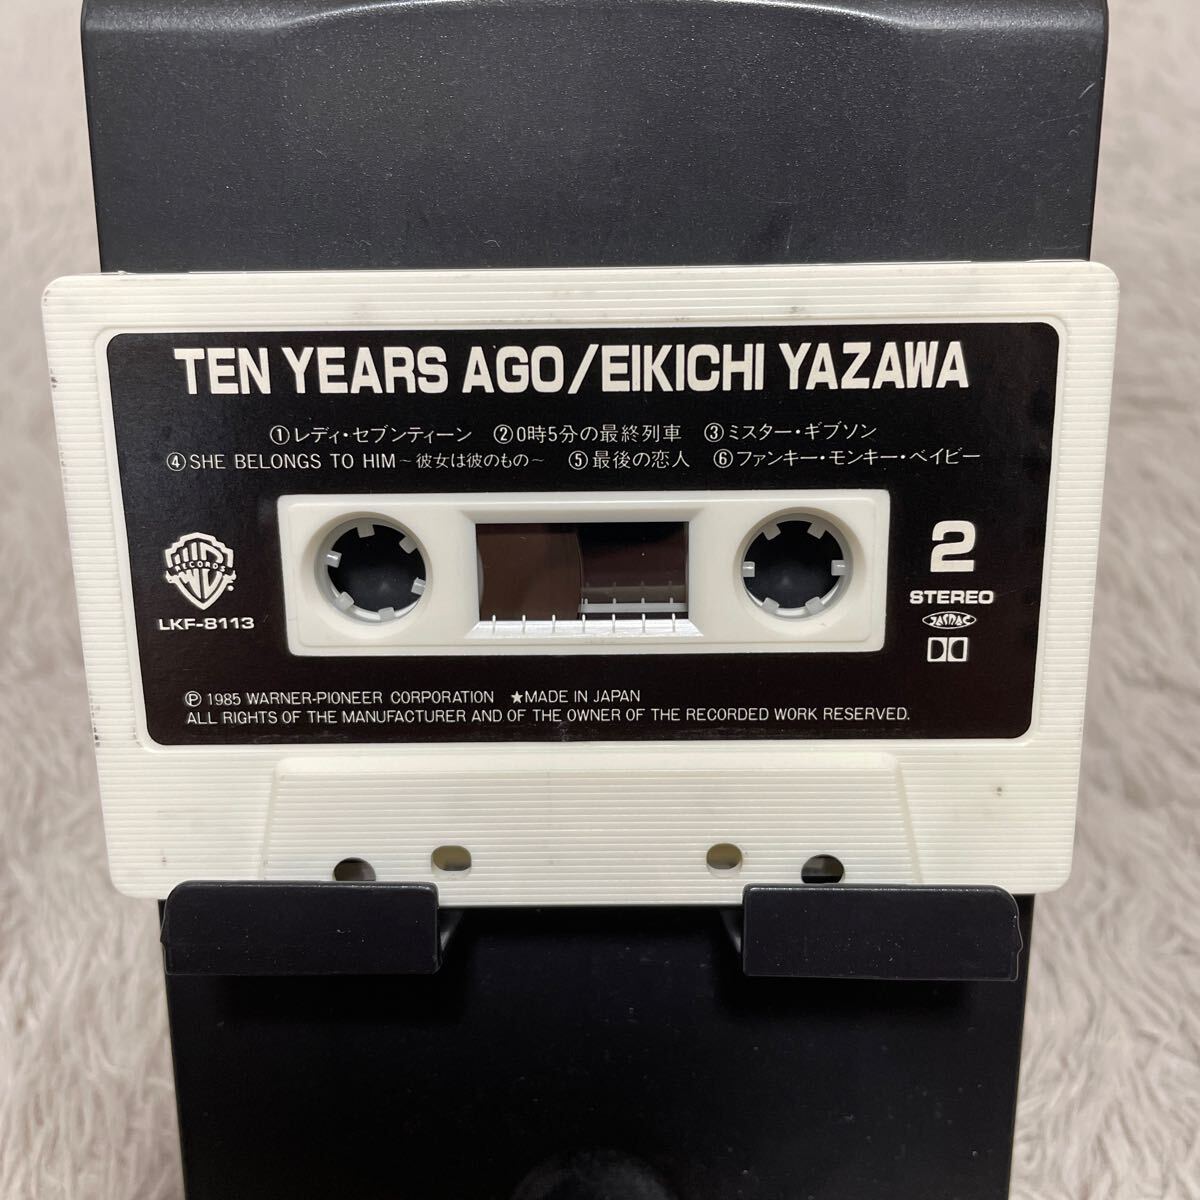 TEN YEARS AGO/EIKICHI YAZAWA
①レディ・セブンティーン ②0時5分の最終列車 ③ミスター・ギブソン
④SHE BELONGS TO HIM～彼女は彼のもの～ ⑤最後の恋人 ⑥ファンキー・モンキー・ベイビー
RECORDS
LKF-8113
2
STEREO
JASRAC
Ⓟ 1985 WARNER-PIONEER CORPORATION ★MADE IN JAPAN
ALL RIGHTS OF THE MANUFACTURER AND OF THE OWNER OF THE RECORDED WORK RESERVED.